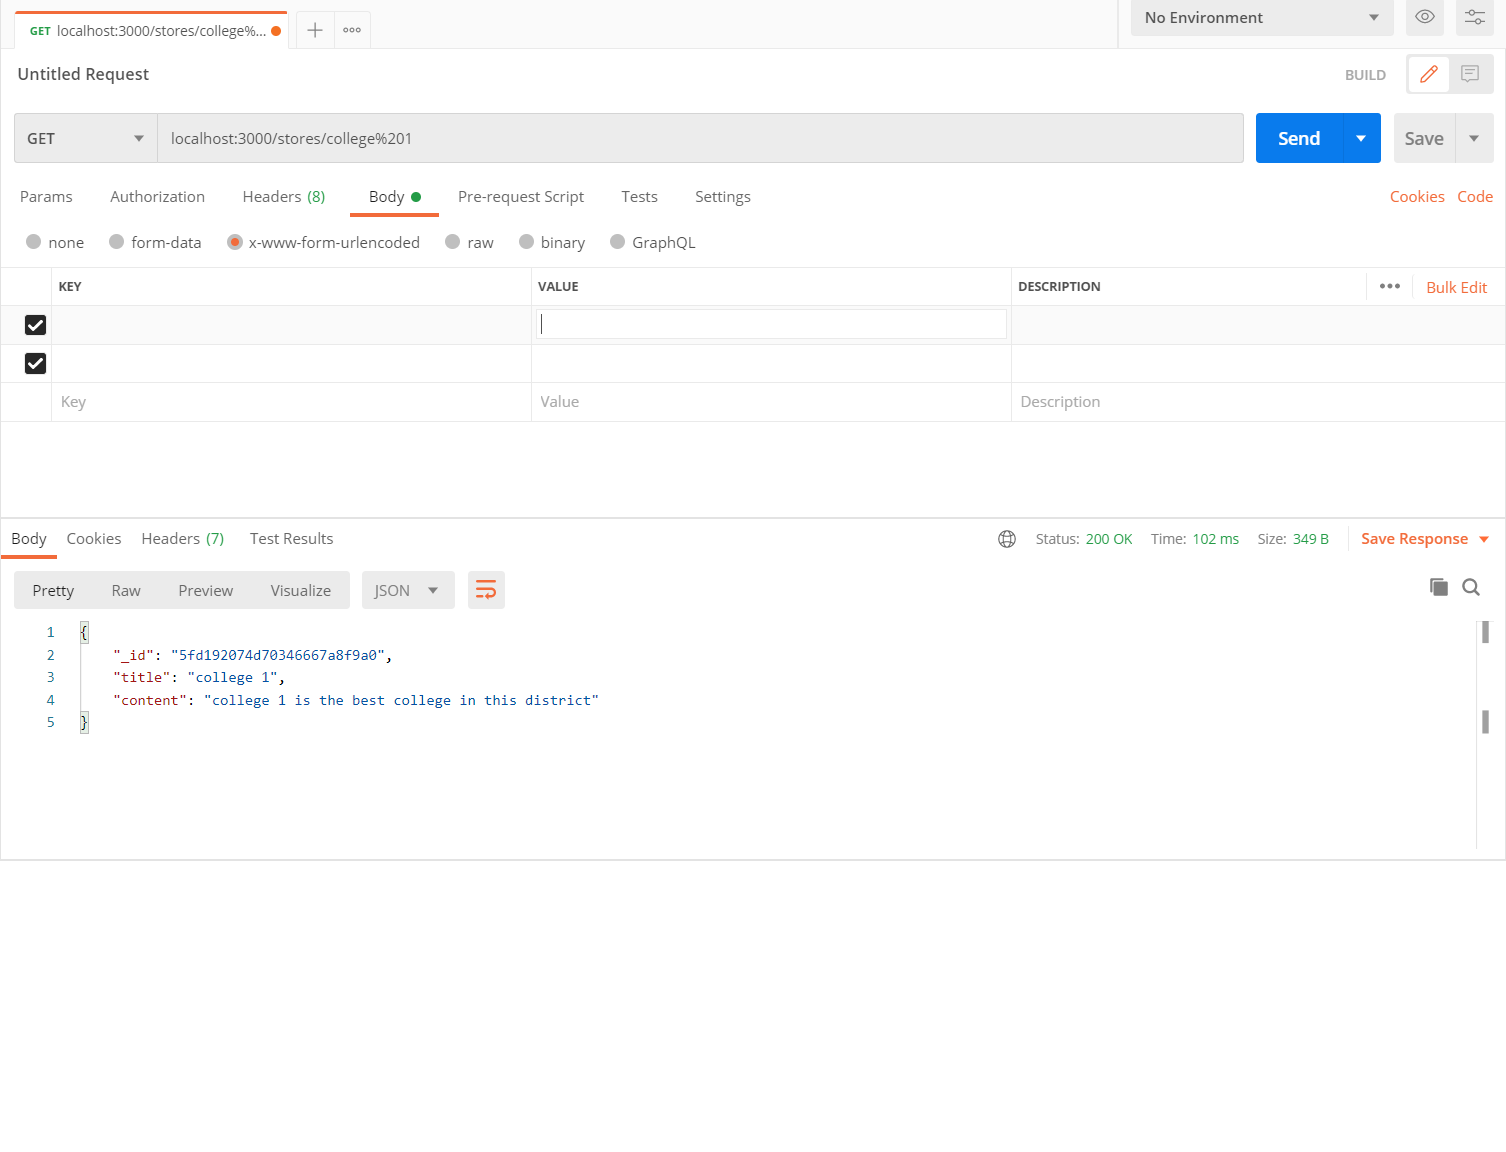 GET localhost:3000/stores/college%...
No Environment
Untitled Request
BUILD
GET localhost:3000/stores/college%201 Send Save
Params Authorization Headers (8) Body Pre-request Script Tests Settings Cookies Code
none form-data x-www-form-urlencoded raw binary GraphQL
KEY VALUE DESCRIPTION Bulk Edit
Key Value Description
Body Cookies Headers (7) Test Results Status: 200 OK Time: 102 ms Size: 349 B Save Response
Pretty Raw Preview Visualize JSON
1 {
2 "_id": "5fd192074d70346667a8f9a0",
3 "title": "college 1",
4 "content": "college 1 is the best college in this district"
5 }